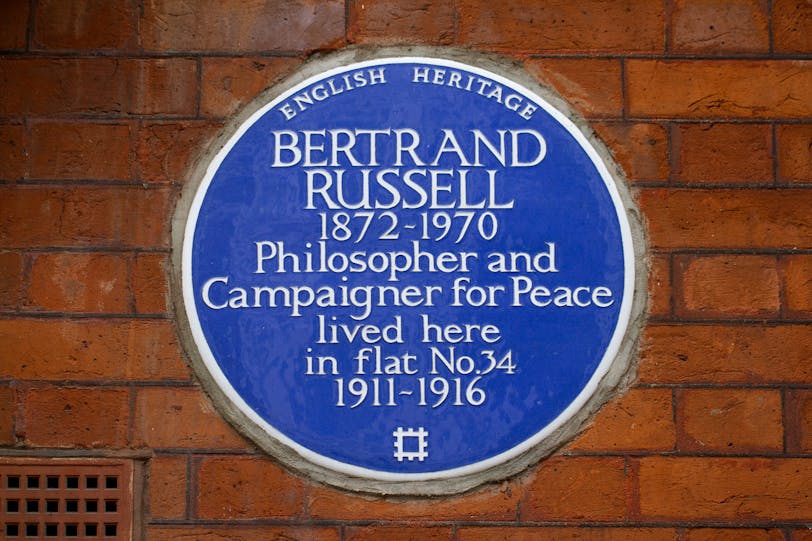 ENGLISH HERITAGE
BERTRAND
RUSSELL
1872-1970
Philosopher and
Campaigner for Peace
lived here
in flat No.34
1911-1916